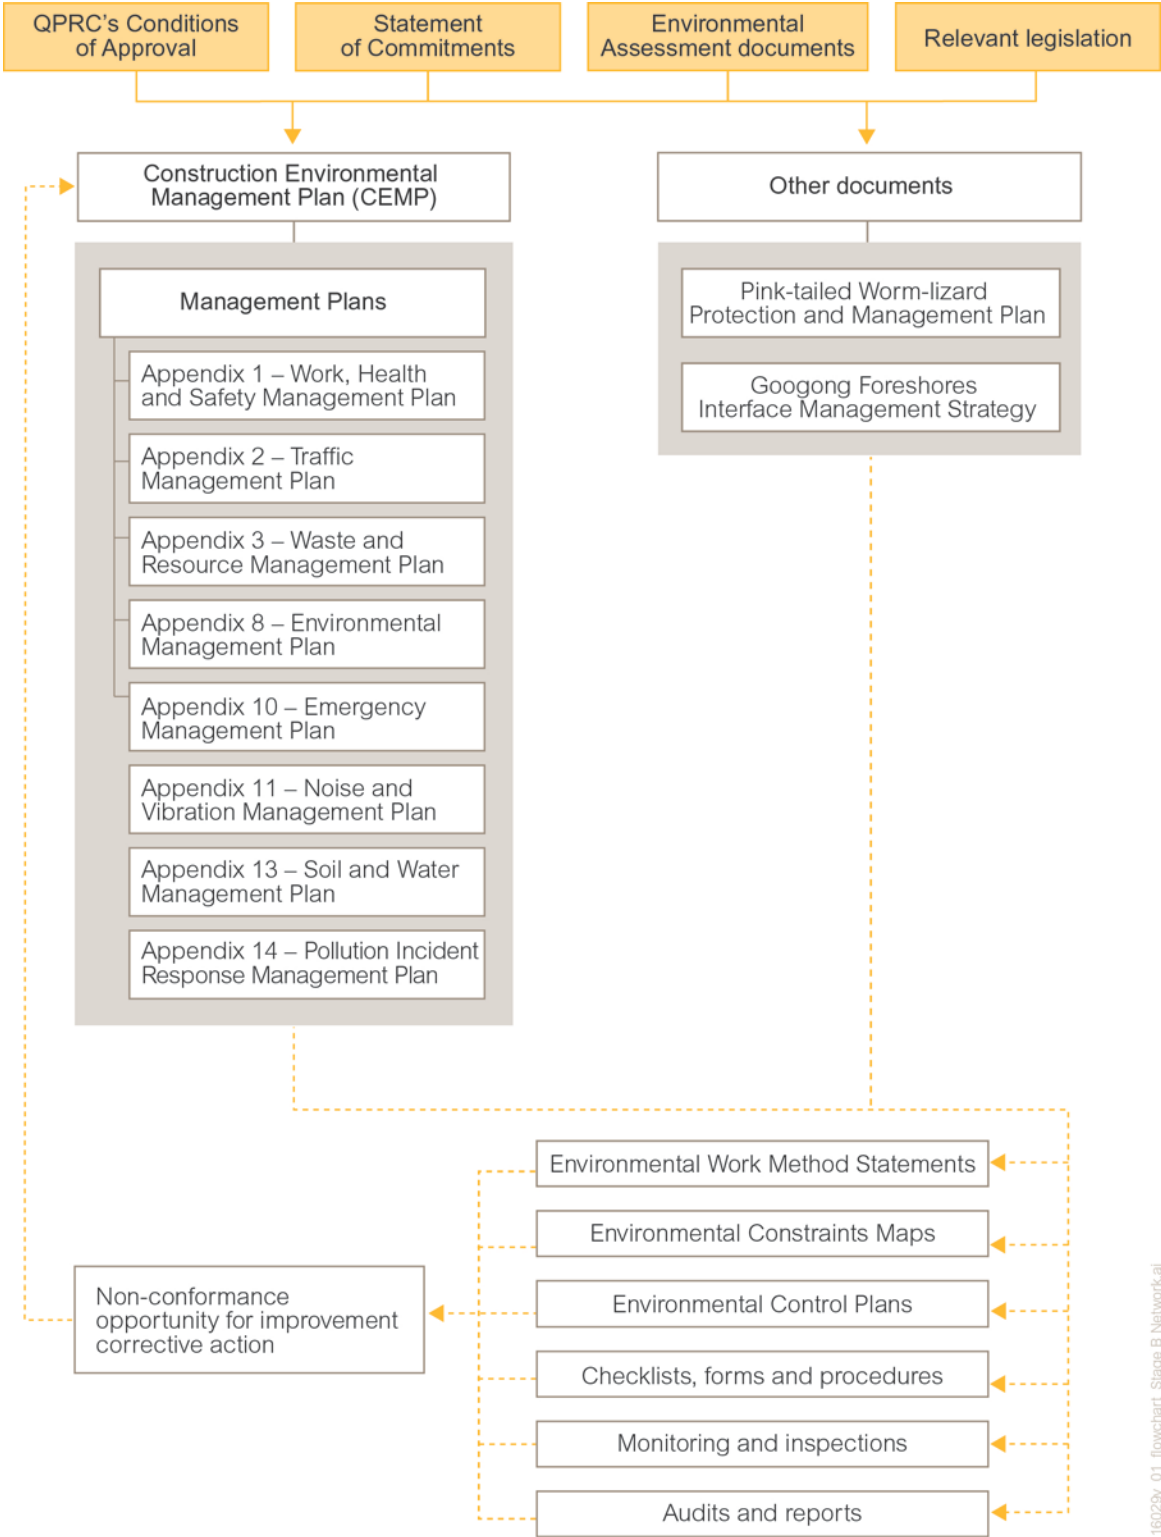 QPRC's Conditions
of Approval
Statement
of Commitments
Environmental
Assessment documents
Relevant legislation
Construction Environmental
Management Plan (CEMP)
Other documents
Management Plans
Appendix 1 – Work, Health
and Safety Management Plan
Appendix 2 – Traffic
Management Plan
Appendix 3 – Waste and
Resource Management Plan
Appendix 8 – Environmental
Management Plan
Appendix 10 – Emergency
Management Plan
Appendix 11 – Noise and
Vibration Management Plan
Appendix 13 – Soil and Water
Management Plan
Appendix 14 – Pollution Incident
Response Management Plan
Pink-tailed Worm-lizard
Protection and Management Plan
Googong Foreshores
Interface Management Strategy
Environmental Work Method Statements
Environmental Constraints Maps
Environmental Control Plans
Checklists, forms and procedures
Monitoring and inspections
Audits and reports
Non-conformance
opportunity for improvement
corrective action
16029v_01_flowchart_Stage B Network.ai